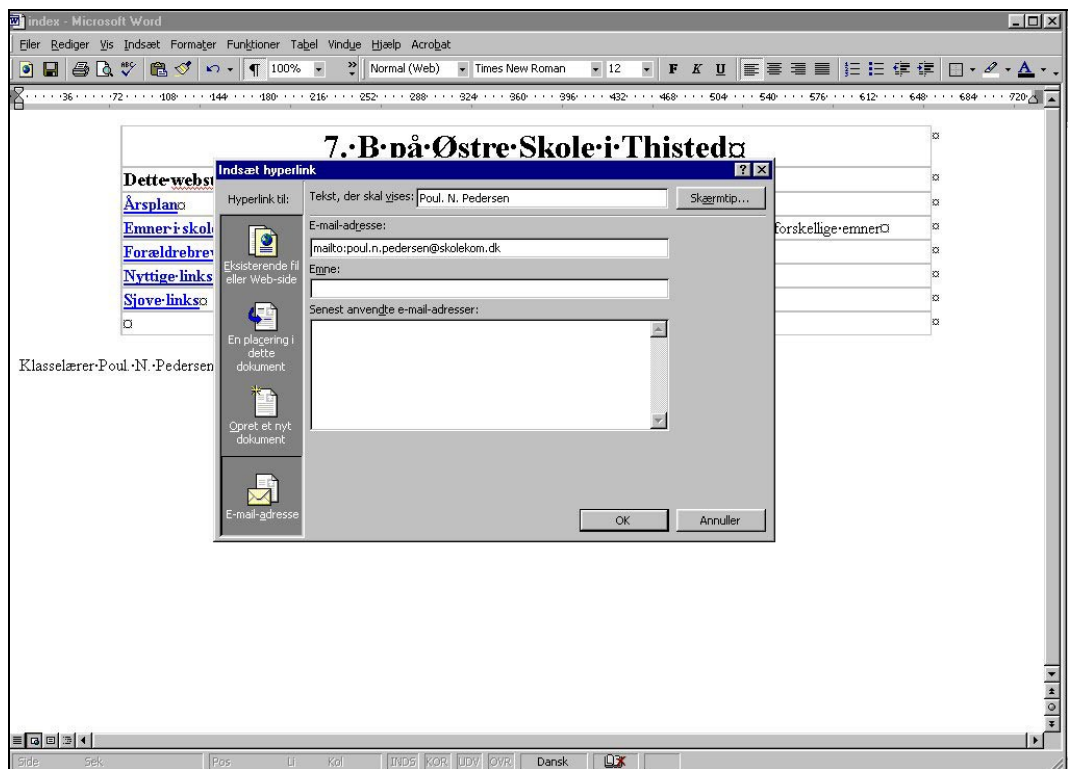 index - Microsoft Word
Filer Rediger Vis Indsæt Formater Funktioner Tabel Vindue Hjælp Acrobat
100% Normal (Web) Times New Roman 12 F K U
36 72 108 144 180 216 252 288 324 360 396 432 468 504 540 576 612 648 684 720
7.·B·på·Østre·Skole·i·Thisted¤
Indsæt hyperlink
Dette·webst
Årsplan¤
Emner·i·skol
forskellige·emner¤
Forældrebrev
Nyttige·links
Sjove·links¤
Klasselærer·Poul.·N.·Pedersen
Hyperlink til:
Eksisterende fil
eller Web-side
En placering i
dette
dokument
Opret et nyt
dokument
E-mail-adresse
Tekst, der skal vises: Poul. N. Pedersen Skærmtip...
E-mail-adresse:
mailto:poul.n.pedersen@skolekom.dk
Emne:
Senest anvendte e-mail-adresser:
OK Annuller
Side Sek Pos Li Kol INDS KOR UDV OVR Dansk